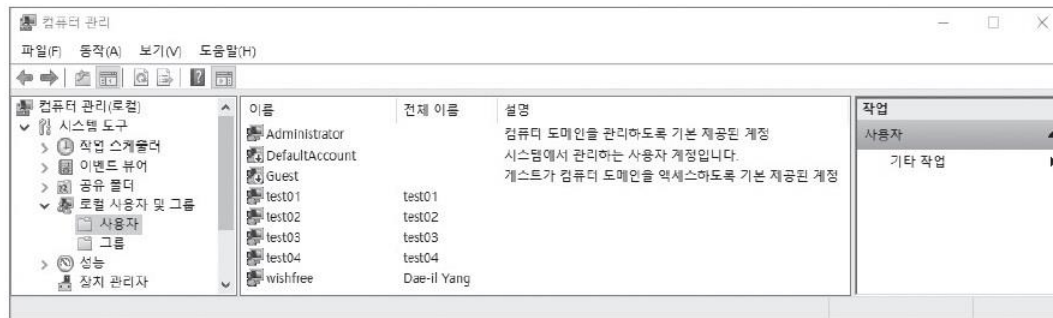 컴퓨터 관리
파일(F) 동작(A) 보기(V) 도움말(H)
컴퓨터 관리(로컬)
시스템 도구
작업 스케줄러
이벤트 뷰어
공유 폴더
로컬 사용자 및 그룹
사용자
그룹
성능
장치 관리자
이름 전체 이름 설명
Administrator 컴퓨터 도메인을 관리하도록 기본 제공된 계정
DefaultAccount 시스템에서 관리하는 사용자 계정입니다.
Guest 게스트가 컴퓨터 도메인을 액세스하도록 기본 제공된 계정
test01 test01
test02 test02
test03 test03
test04 test04
wishfree Dae-il Yang
작업
사용자
기타 작업